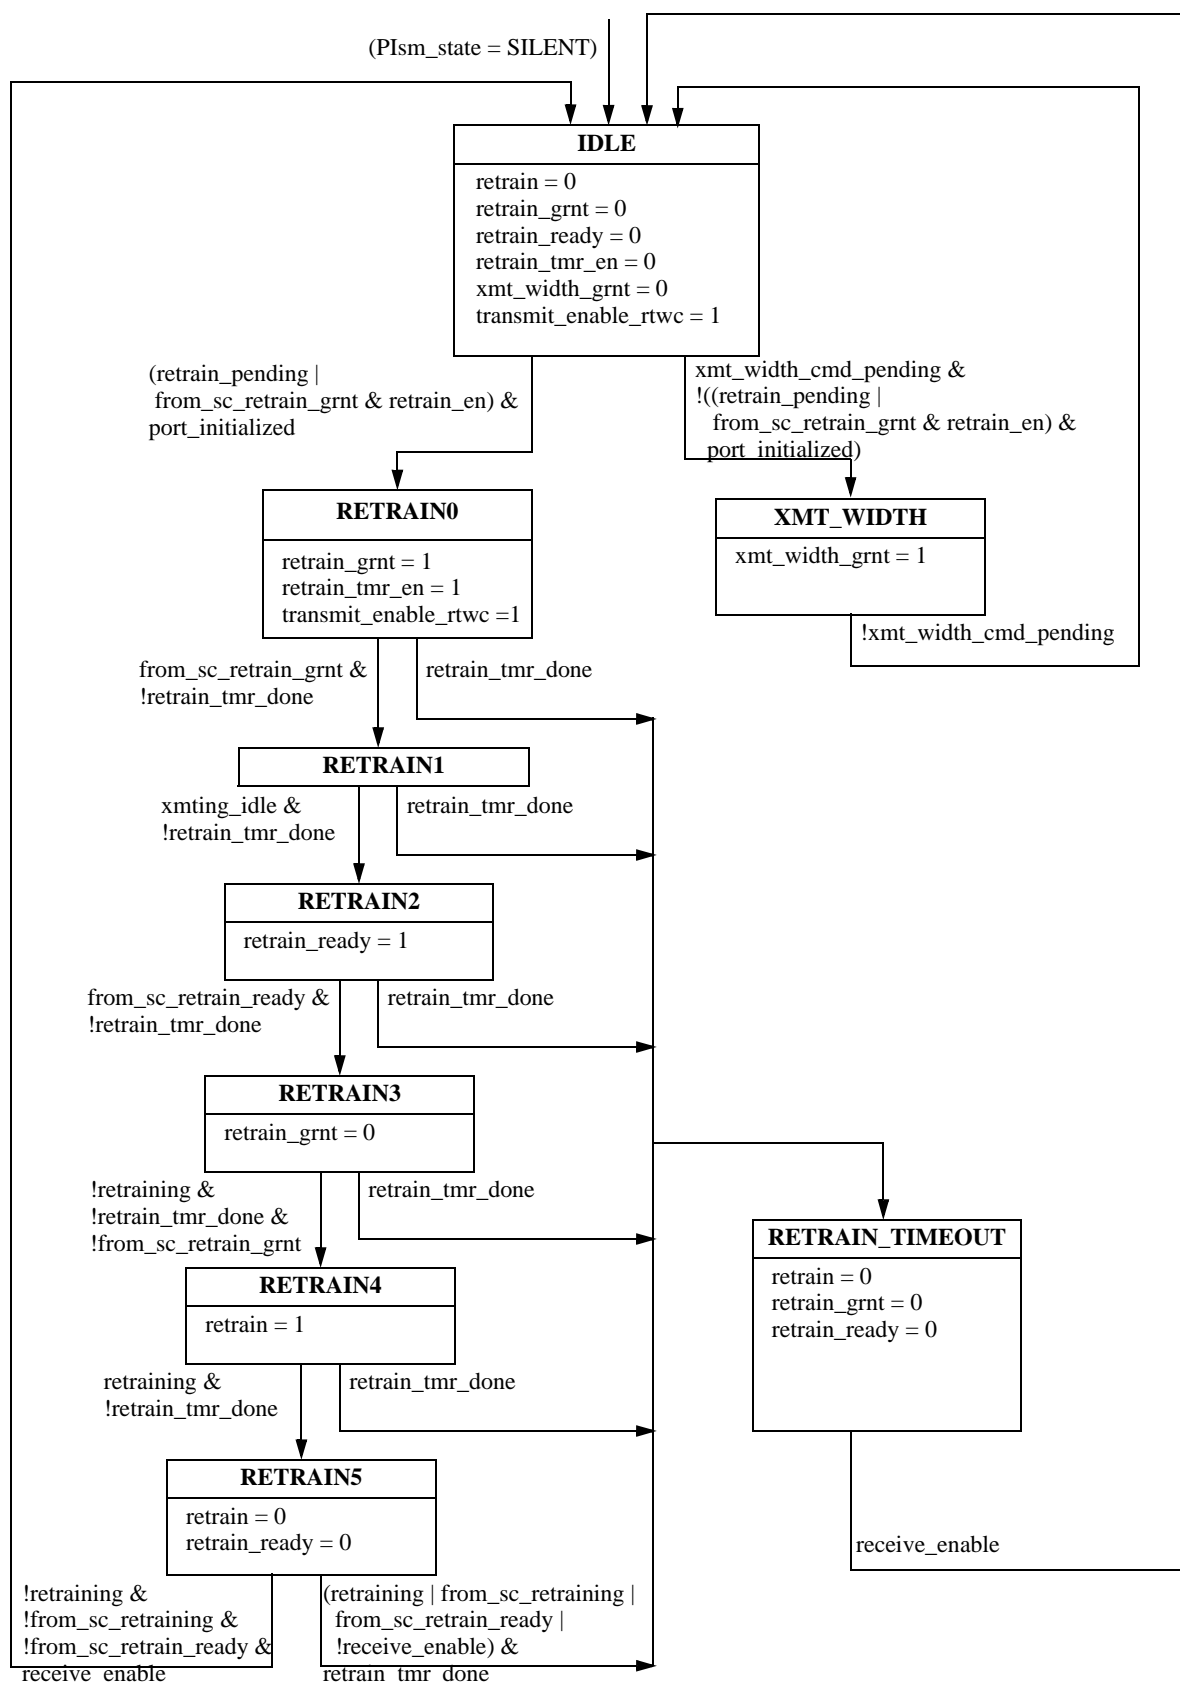 (PIsm_state = SILENT)
IDLE
retrain = 0
retrain_grnt = 0
retrain_ready = 0
retrain_tmr_en = 0
xmt_width_grnt = 0
transmit_enable_rtwc = 1
(retrain_pending |
from_sc_retrain_grnt & retrain_en) &
port_initialized
xmt_width_cmd_pending &
!((retrain_pending |
from_sc_retrain_grnt & retrain_en) &
port_initialized)
RETRAIN0
retrain_grnt = 1
retrain_tmr_en = 1
transmit_enable_rtwc =1
XMT_WIDTH
xmt_width_grnt = 1
!xmt_width_cmd_pending
from_sc_retrain_grnt &
!retrain_tmr_done
retrain_tmr_done
RETRAIN1
xmting_idle &
!retrain_tmr_done
retrain_tmr_done
RETRAIN2
retrain_ready = 1
from_sc_retrain_ready &
!retrain_tmr_done
retrain_tmr_done
RETRAIN3
retrain_grnt = 0
!retraining &
!retrain_tmr_done &
!from_sc_retrain_grnt
retrain_tmr_done
RETRAIN_TIMEOUT
retrain = 0
retrain_grnt = 0
retrain_ready = 0
RETRAIN4
retrain = 1
retraining &
!retrain_tmr_done
retrain_tmr_done
RETRAIN5
retrain = 0
retrain_ready = 0
receive_enable
!retraining &
!from_sc_retraining &
!from_sc_retrain_ready &
receive_enable
(retraining | from_sc_retraining |
from_sc_retrain_ready |
!receive_enable) &
retrain_tmr_done